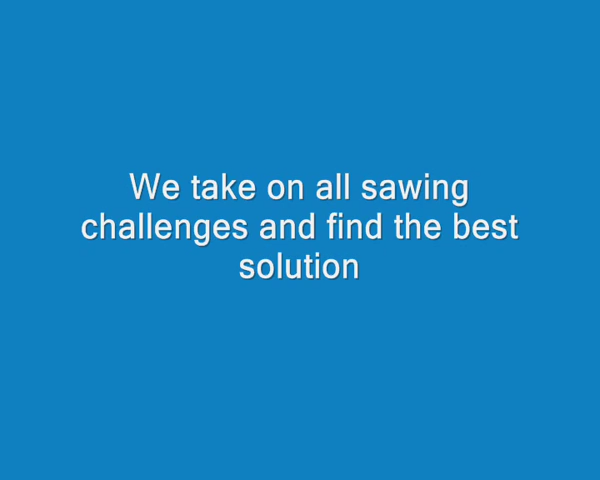 We take on all sawing
challenges and find the best
solution